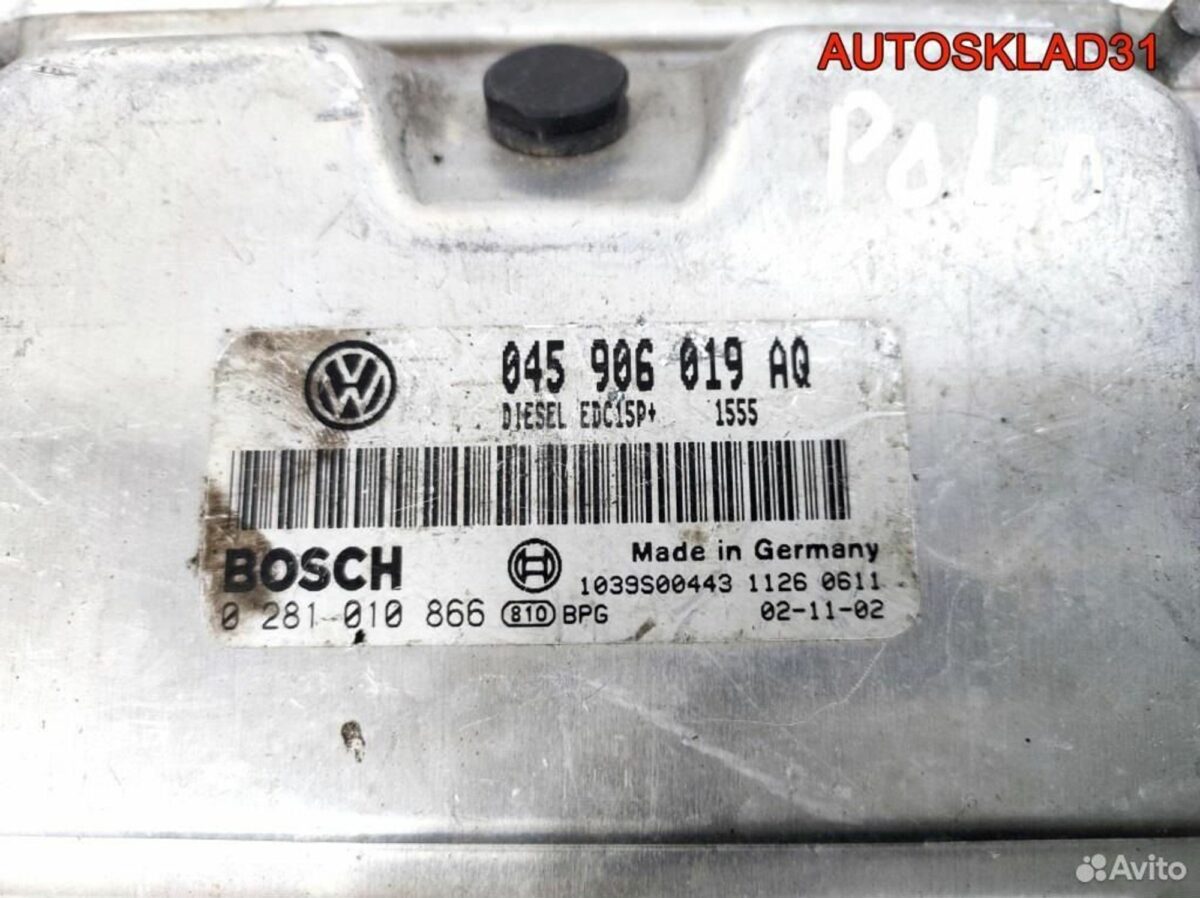 AUTOSKLAD31
POLO
045 906 019 AQ
DIESEL EDC15P+ 1555
BOSCH
Made in Germany
1039S00443 1126 0611
0 281 010 866 810 BPG 02-11-02
Avito